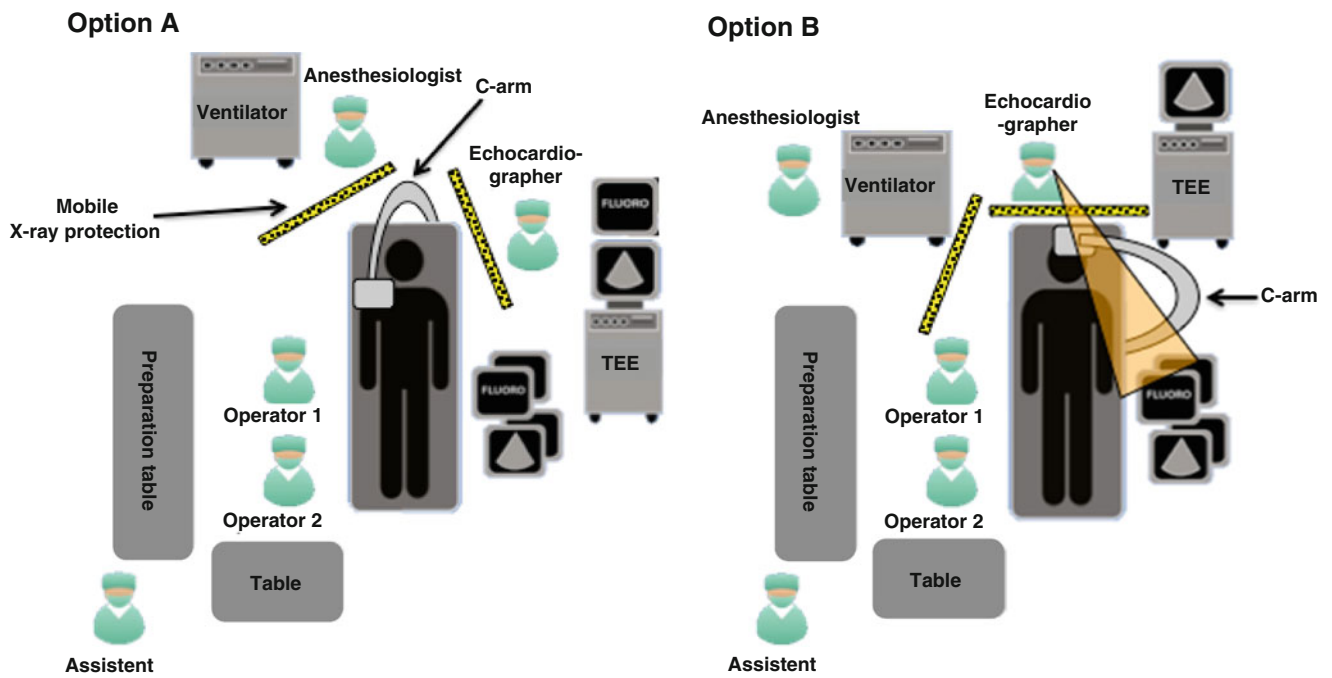 Option A
Ventilator
Anesthesiologist
C-arm
Echocardio-
grapher
Mobile
X-ray protection
FLUORO
TEE
FLUORO
Preparation table
Operator 1
Operator 2
Table
Assistent
Option B
Anesthesiologist
Ventilator
Echocardio
-grapher
TEE
C-arm
FLUORO
Preparation table
Operator 1
Operator 2
Table
Assistent